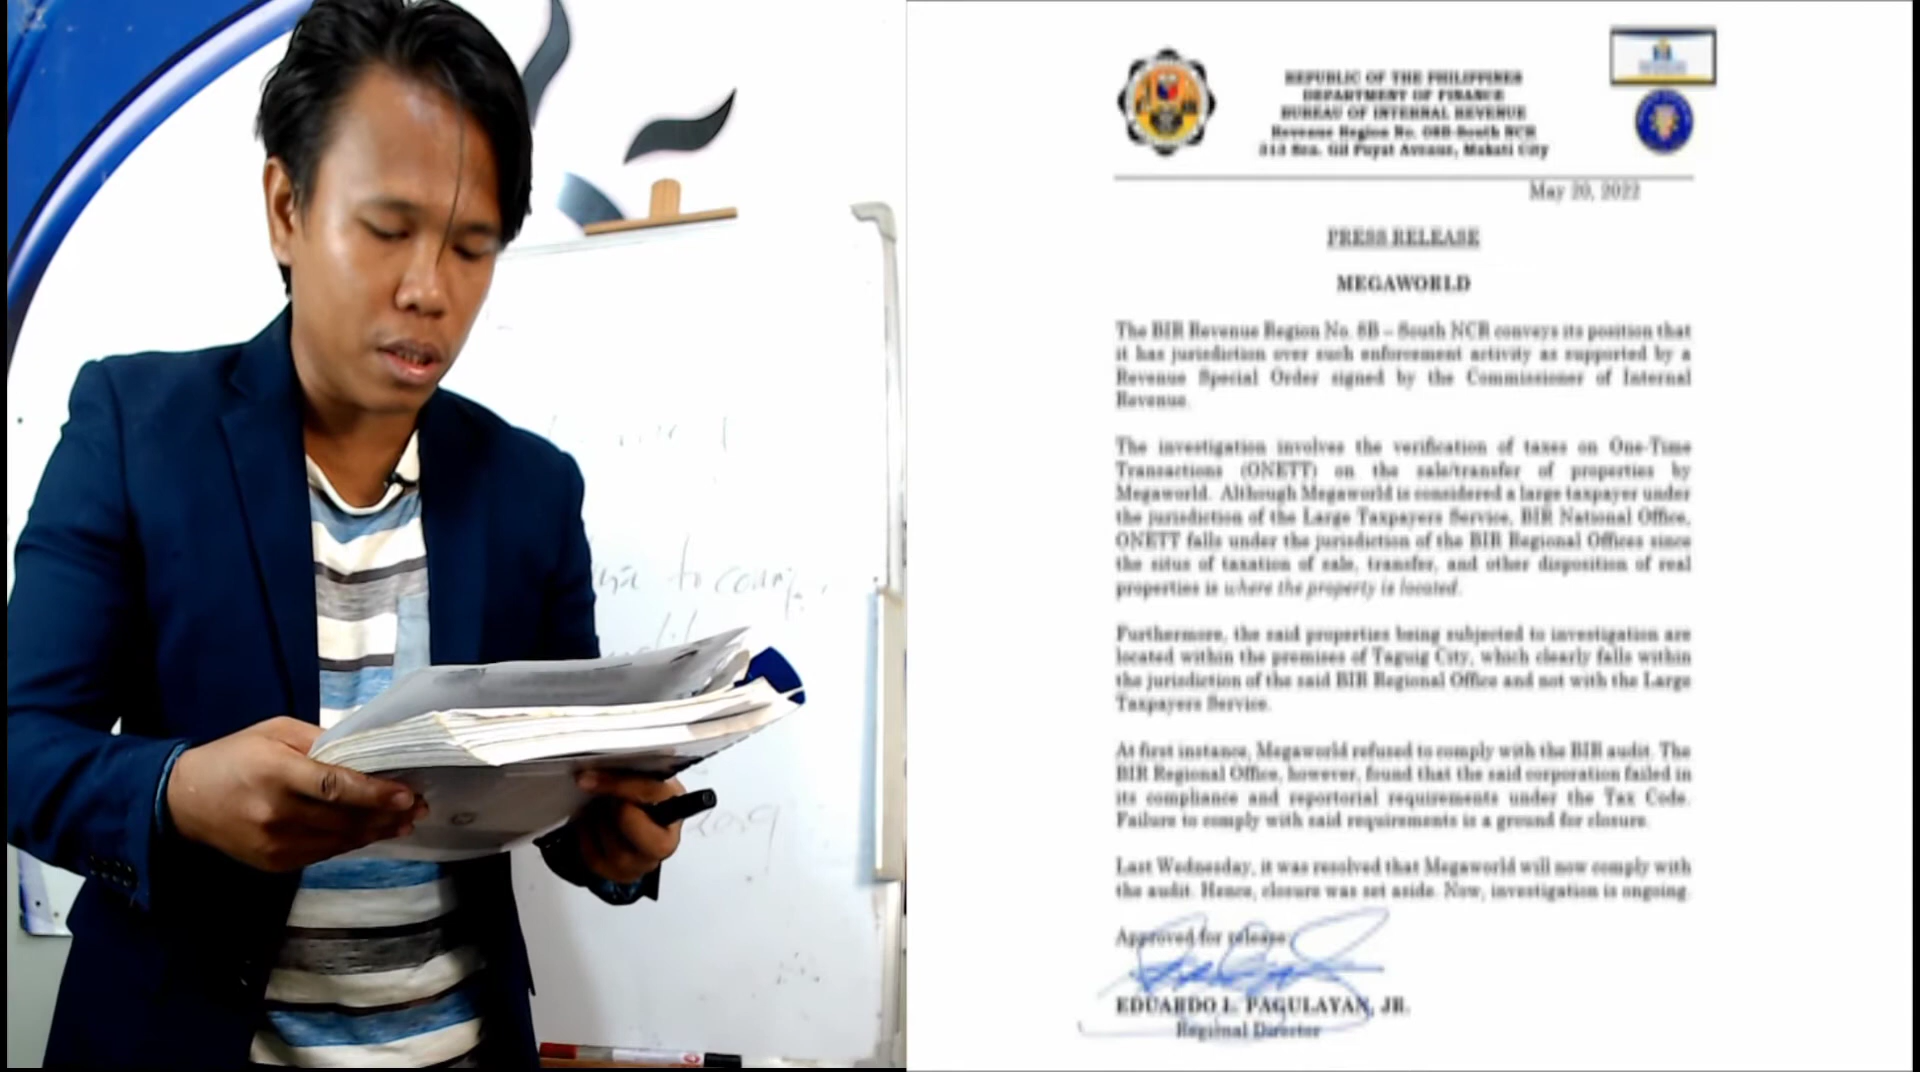 to comp
2019
REPUBLIC OF THE PHILIPPINES
DEPARTMENT OF FINANCE
BUREAU OF INTERNAL REVENUE
Revenue Region No. 08B-South NCR
313 Sen. Gil Puyat Avenue, Makati City
May 20, 2022
PRESS RELEASE
MEGAWORLD
The BIR Revenue Region No. 8B – South NCR conveys its position that
it has jurisdiction over such enforcement activity as supported by a
Revenue Special Order signed by the Commissioner of Internal
Revenue.
The investigation involves the verification of taxes on One-Time
Transactions (ONETT) on the sale/transfer of properties by
Megaworld. Although Megaworld is considered a large taxpayer under
the jurisdiction of the Large Taxpayers Service, BIR National Office,
ONETT falls under the jurisdiction of the BIR Regional Offices since
the situs of taxation of sale, transfer, and other disposition of real
properties is where the property is located.
Furthermore, the said properties being subjected to investigation are
located within the premises of Taguig City, which clearly falls within
the jurisdiction of the said BIR Regional Office and not with the Large
Taxpayers Service.
At first instance, Megaworld refused to comply with the BIR audit. The
BIR Regional Office, however, found that the said corporation failed in
its compliance and reportorial requirements under the Tax Code.
Failure to comply with said requirements is a ground for closure.
Last Wednesday, it was resolved that Megaworld will now comply with
the audit. Hence, closure was set aside. Now, investigation is ongoing.
Approved for release:
EDUARDO L. PAGULAYAN, JR.
Regional Director